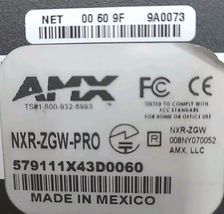 NET 00 60 9F 9A0073
AMX
TS#1-800-932-6993
FC CE
TESTED TO COMPLY WITH
FCC STANDARDS
FOR HOME OR OFFICE USE
NXR-ZGW-PRO
R NXR-ZGW
008NY070052
AMX, LLC
579111X43D0060
MADE IN MEXICO